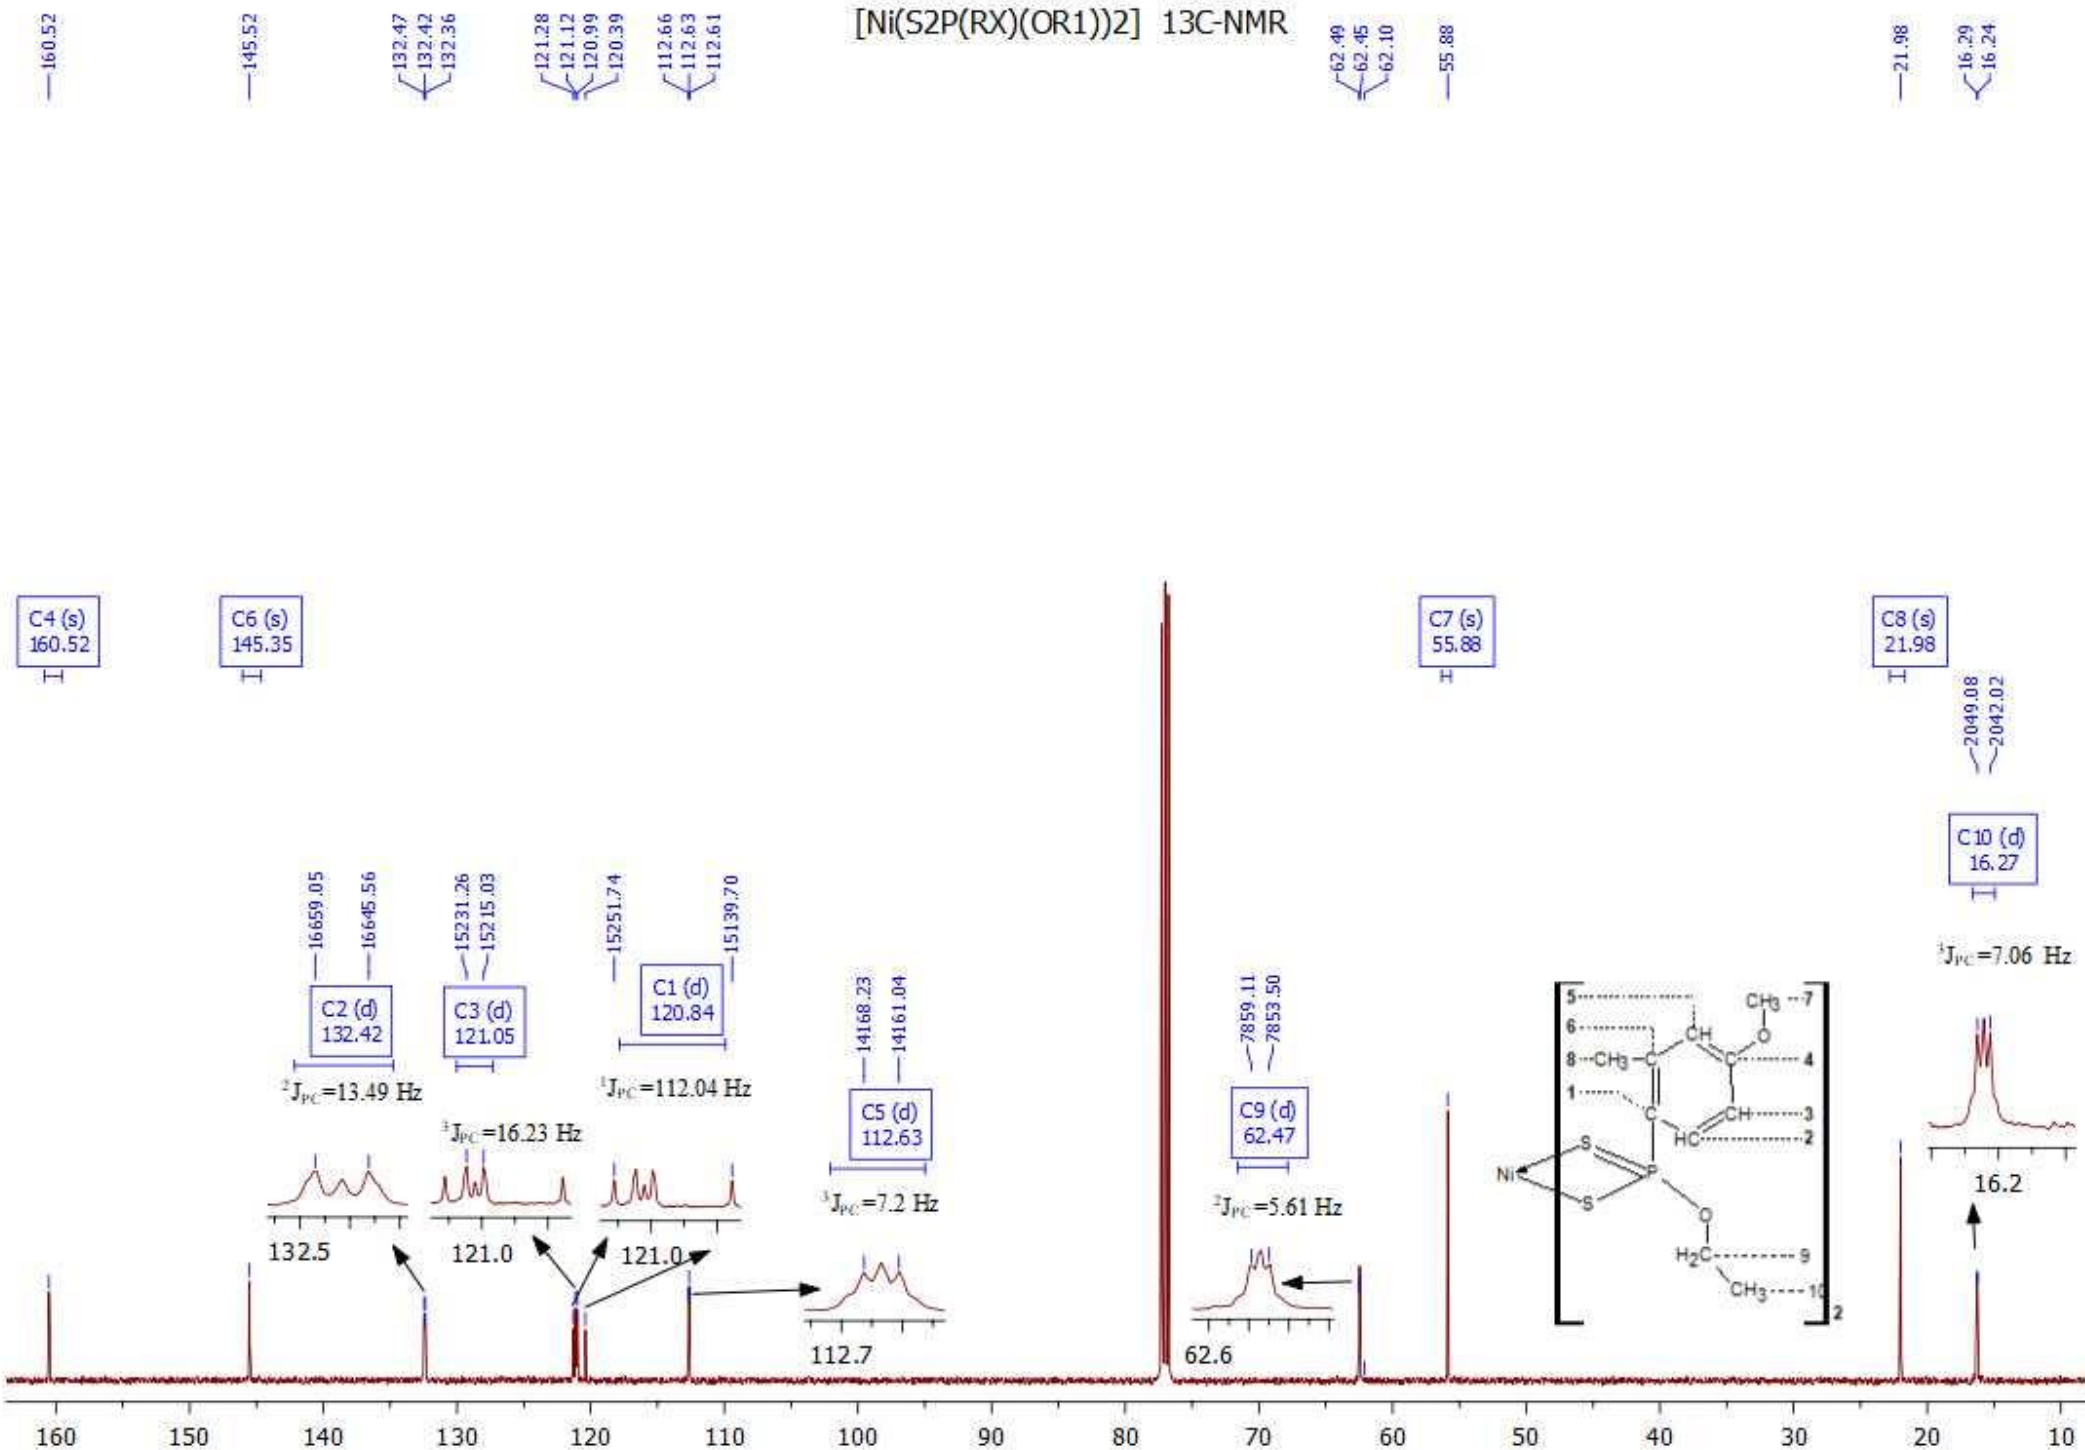 [Ni(S2P(RX)(OR1))2] 13C-NMR
160.52
145.52
132.47
132.42
132.36
121.28
121.12
120.99
120.39
112.66
112.63
112.61
62.49
62.45
62.10
55.88
21.98
16.29
16.24
C4 (s)
160.52
C6 (s)
145.35
C7 (s)
55.88
C8 (s)
21.98
2049.08
2042.02
C10 (d)
16.27
³JPC=7.06 Hz
16.2
16659.05
16645.56
C2 (d)
132.42
²JPC=13.49 Hz
132.5
15231.26
15215.03
C3 (d)
121.05
³JPC=16.23 Hz
121.0
15251.74
15139.70
C1 (d)
120.84
¹JPC=112.04 Hz
121.0
14168.23
14161.04
C5 (d)
112.63
³JPC=7.2 Hz
112.7
7859.11
7853.50
C9 (d)
62.47
²JPC=5.61 Hz
62.6
5
CH3
7
6
CH
O
8
CH3
C
C
4
1
C
CH
3
HC
2
S
Ni
P
S
O
H2C
9
CH3
10
2
160
150
140
130
120
110
100
90
80
70
60
50
40
30
20
10